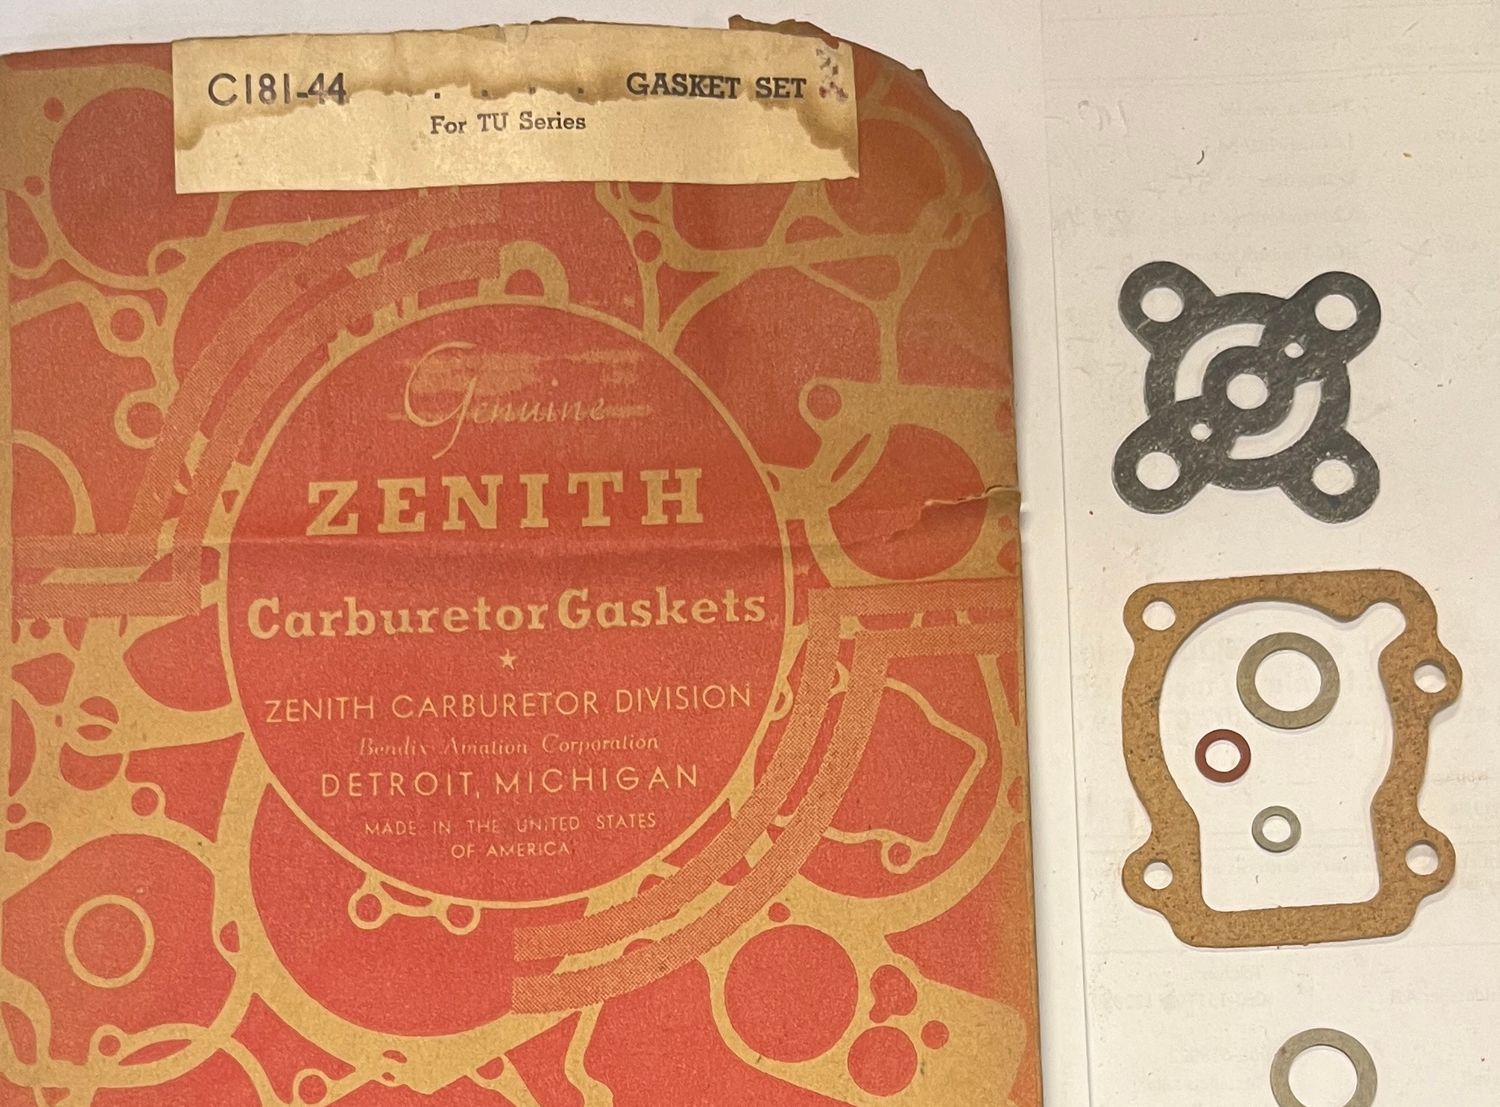 C181-44 . . . . GASKET SET
For TU Series
Genuine
ZENITH
Carburetor Gaskets
ZENITH CARBURETOR DIVISION
Bendix Aviation Corporation
DETROIT, MICHIGAN
MADE IN THE UNITED STATES
OF AMERICA